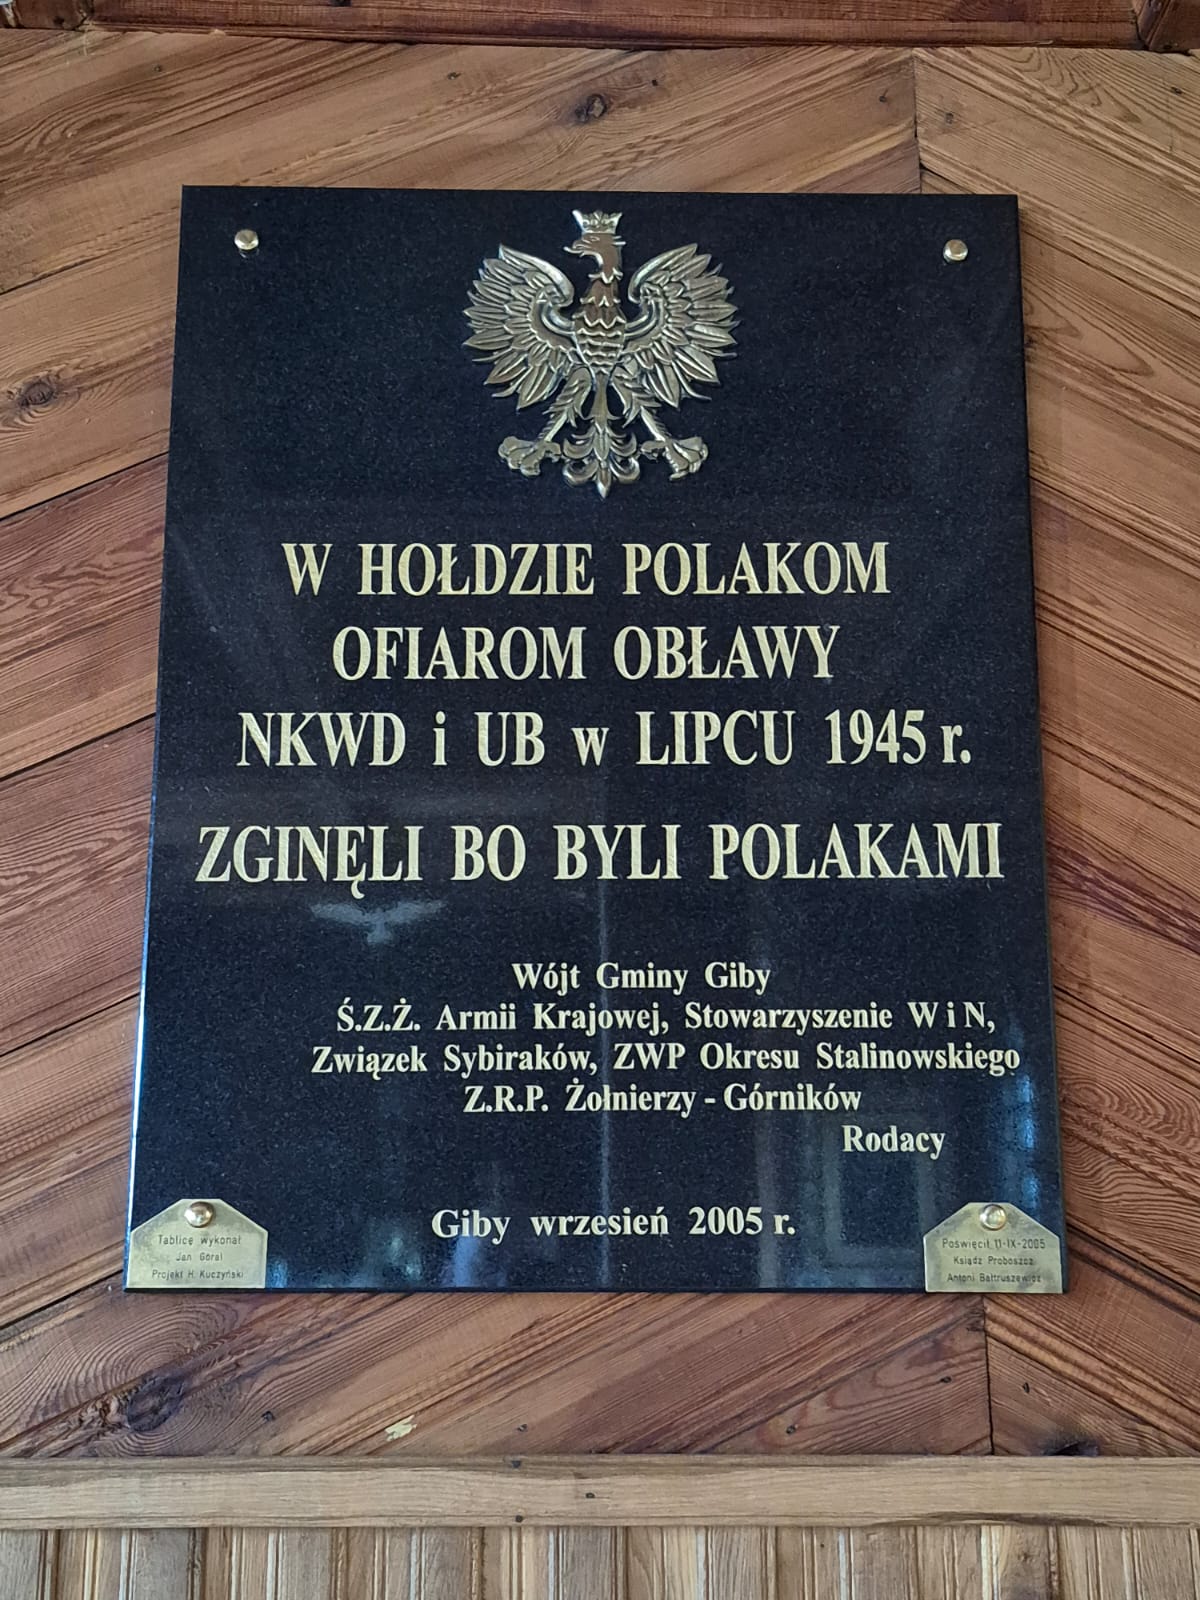 W HOŁDZIE POLAKOM
OFIAROM OBŁAWY
NKWD i UB w LIPCU 1945 r.
ZGINĘLI BO BYLI POLAKAMI
Wójt Gminy Giby
Ś.Z.Ż. Armii Krajowej, Stowarzyszenie W i N,
Związek Sybiraków, ZWP Okresu Stalinowskiego
Z.R.P. Żołnierzy - Górników
Rodacy
Giby wrzesień 2005 r.
Tablicę wykonał
Jan Góral
Projekt H. Kuczyński
Poświęcił 11-IX-2005
Ksiądz Proboszcz
Antoni Bałtruszewicz